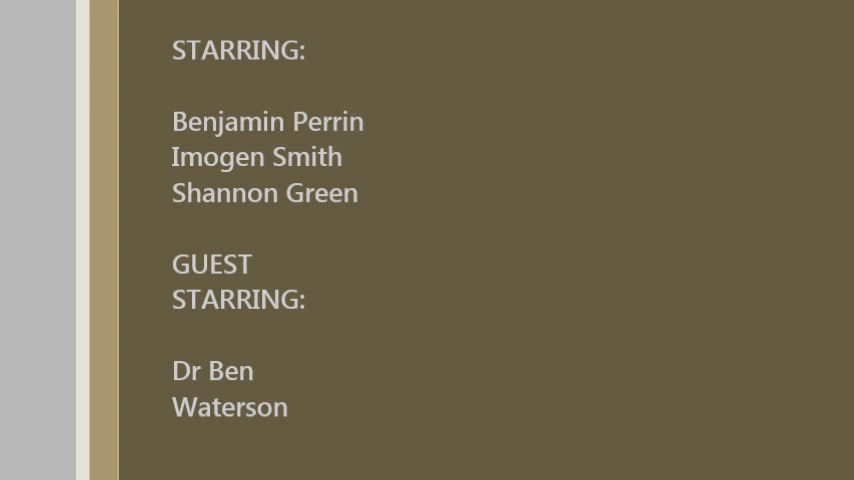 STARRING:
Benjamin Perrin
Imogen Smith
Shannon Green
GUEST
STARRING:
Dr Ben
Waterson